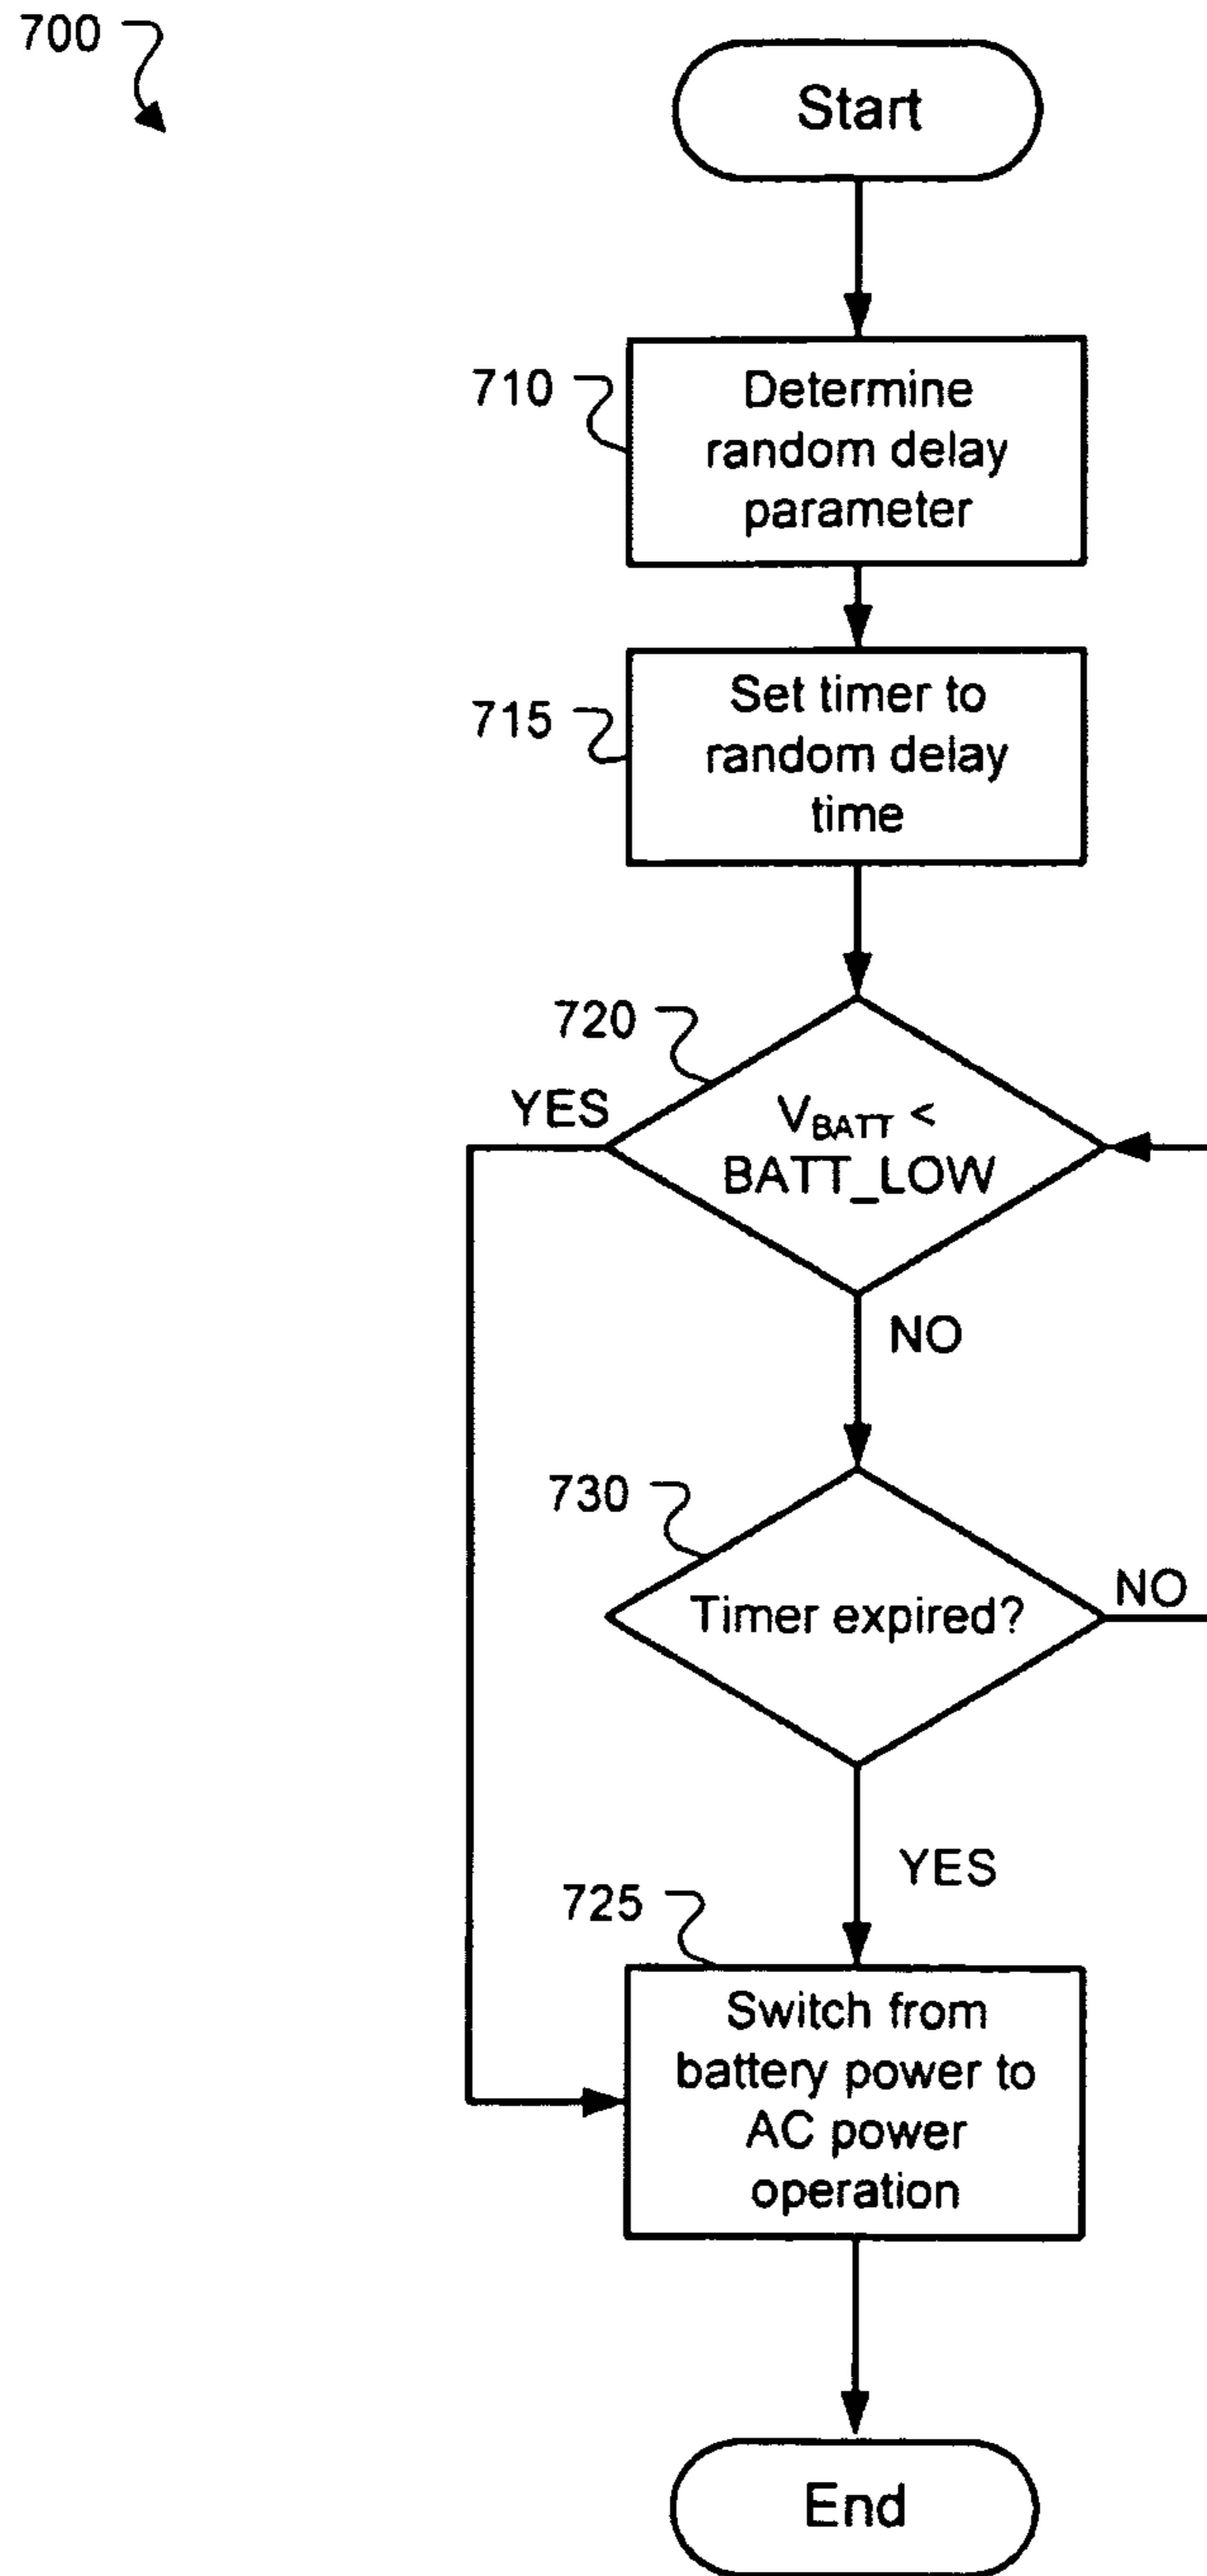 700
Start
710
Determine
random delay
parameter
715
Set timer to
random delay
time
720
YES
VBATT <
BATT_LOW
NO
730
Timer expired?
NO
YES
725
Switch from
battery power to
AC power
operation
End